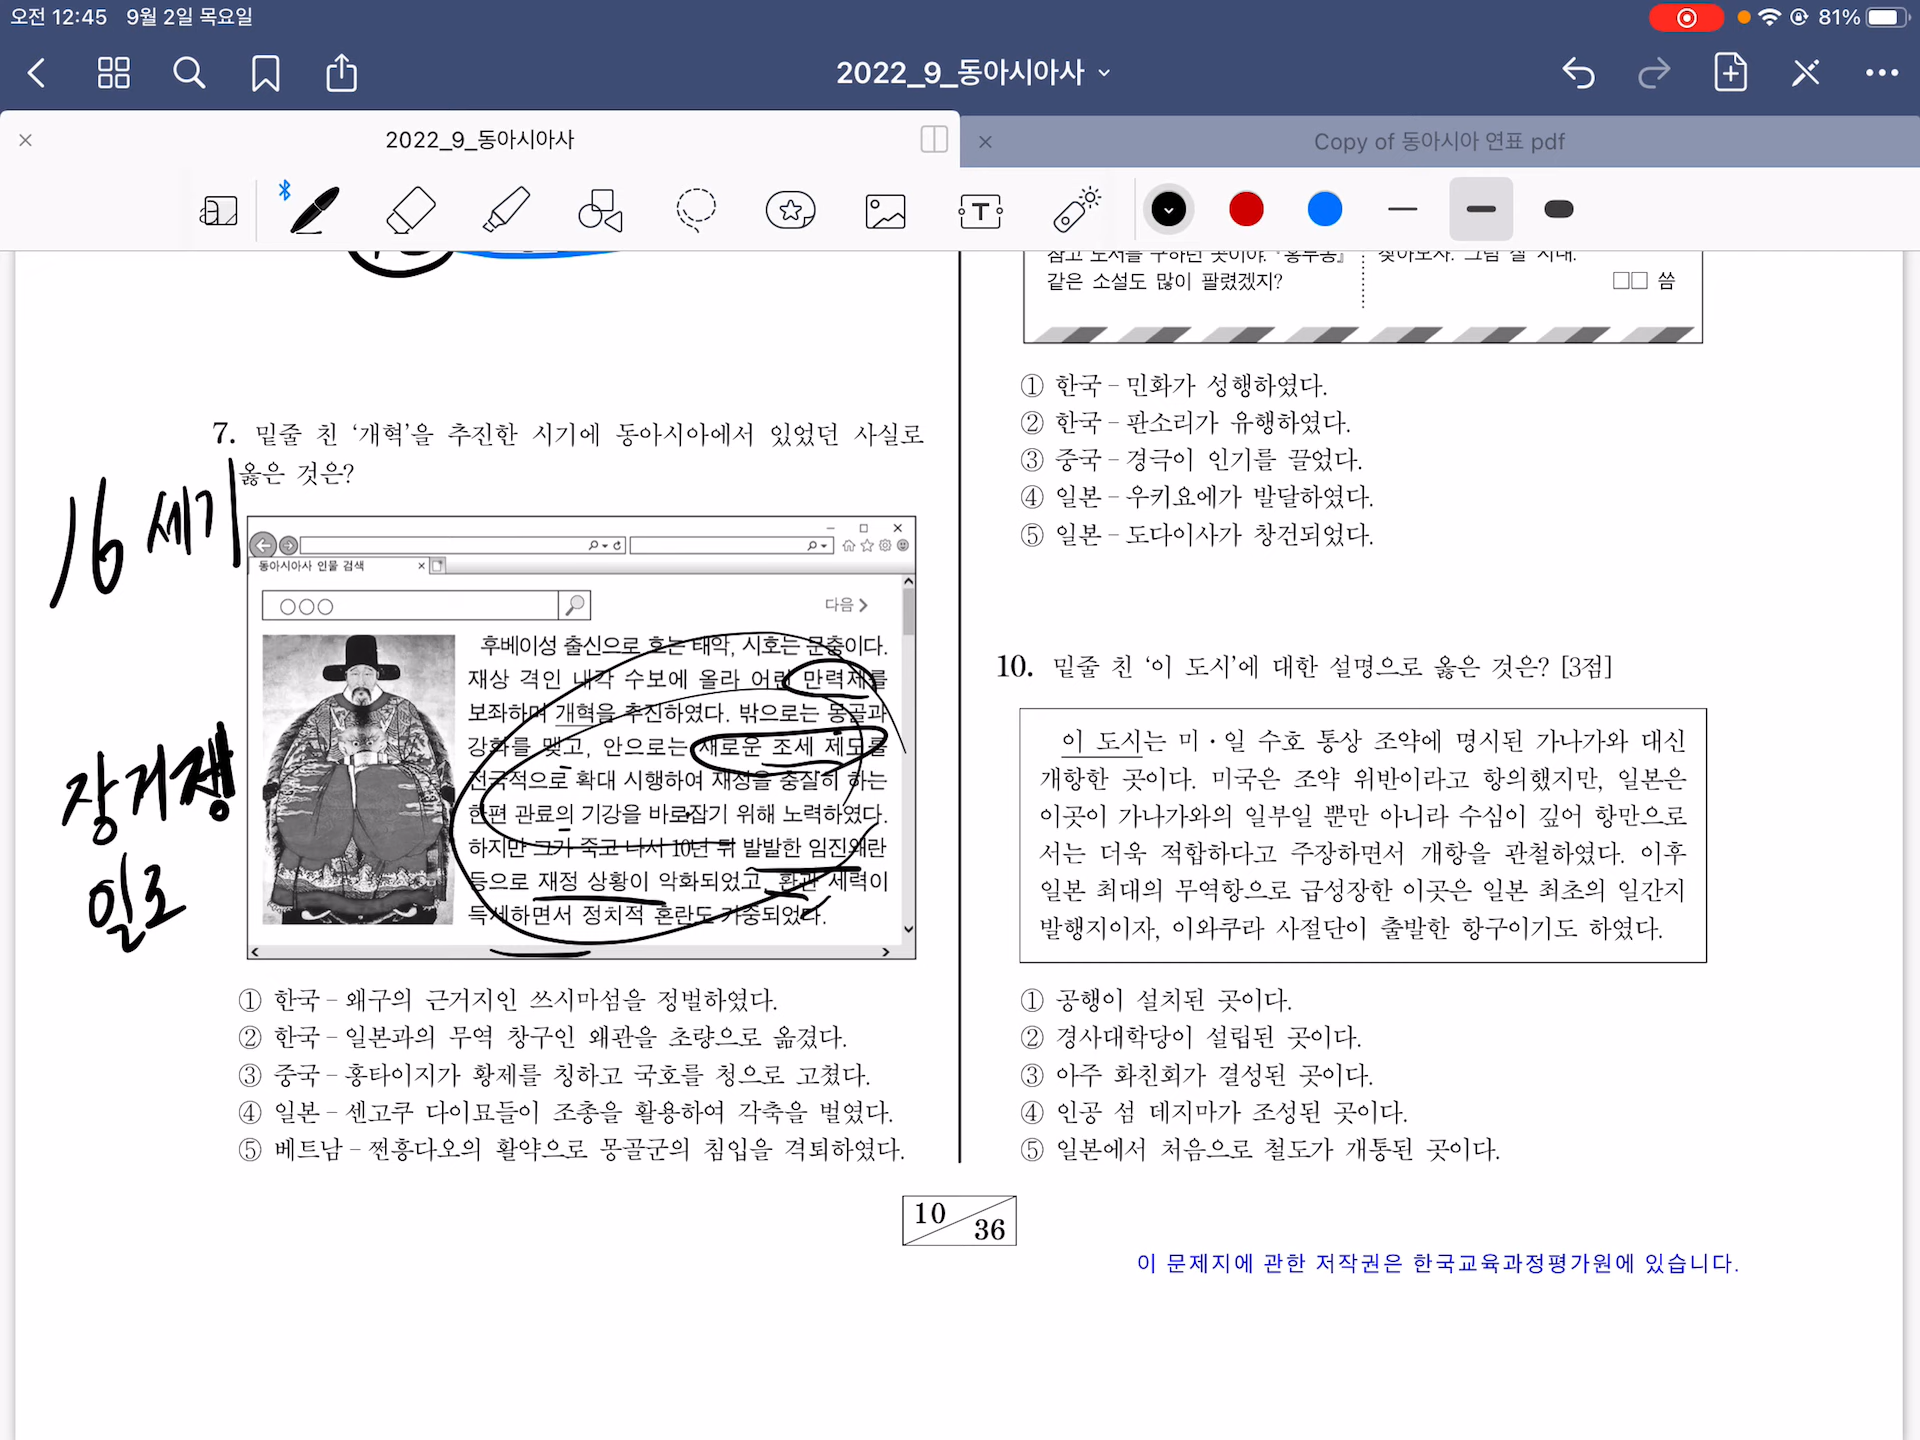 오전 12:45 9월 2일 목요일
81%
2022_9_동아시아사
2022_9_동아시아사
Copy of 동아시아 연표 pdf
7. 밑줄 친 ‘개혁’을 추진한 시기에 동아시아에서 있었던 사실로
옳은 것은?
16세기
동아시아사 인물 검색
○○○
다음
후베이성 출신으로 호는 태악, 시호는 문충이다.
재상 격인 내각 수보에 올라 어린 만력제를
보좌하며 개혁을 추진하였다. 밖으로는 몽골과
강화를 맺고, 안으로는 새로운 조세 제도를
전국적으로 확대 시행하여 재정을 충실히 하는
한편 관료의 기강을 바로잡기 위해 노력하였다.
하지만 그가 죽고 나서 10년 뒤 발발한 임진왜란
등으로 재정 상황이 악화되었고, 환관 세력이
득세하면서 정치적 혼란도 가중되었다.
장거쟁
일로
① 한국 – 왜구의 근거지인 쓰시마섬을 정벌하였다.
② 한국 – 일본과의 무역 창구인 왜관을 초량으로 옮겼다.
③ 중국 – 홍타이지가 황제를 칭하고 국호를 청으로 고쳤다.
④ 일본 – 센고쿠 다이묘들이 조총을 활용하여 각축을 벌였다.
⑤ 베트남 – 쩐흥다오의 활약으로 몽골군의 침입을 격퇴하였다.
참고 도서를 구하던 곳이야. 『홍부동』
같은 소설도 많이 팔렸겠지?
찾아보자. 그럼 잘 지내.
□□ 씀
① 한국 – 민화가 성행하였다.
② 한국 – 판소리가 유행하였다.
③ 중국 – 경극이 인기를 끌었다.
④ 일본 – 우키요에가 발달하였다.
⑤ 일본 – 도다이사가 창건되었다.
10. 밑줄 친 ‘이 도시’에 대한 설명으로 옳은 것은? [3점]
이 도시는 미·일 수호 통상 조약에 명시된 가나가와 대신
개항한 곳이다. 미국은 조약 위반이라고 항의했지만, 일본은
이곳이 가나가와의 일부일 뿐만 아니라 수심이 깊어 항만으로
서는 더욱 적합하다고 주장하면서 개항을 관철하였다. 이후
일본 최대의 무역항으로 급성장한 이곳은 일본 최초의 일간지
발행지이자, 이와쿠라 사절단이 출발한 항구이기도 하였다.
① 공행이 설치된 곳이다.
② 경사대학당이 설립된 곳이다.
③ 아주 화친회가 결성된 곳이다.
④ 인공 섬 데지마가 조성된 곳이다.
⑤ 일본에서 처음으로 철도가 개통된 곳이다.
10
36
이 문제지에 관한 저작권은 한국교육과정평가원에 있습니다.